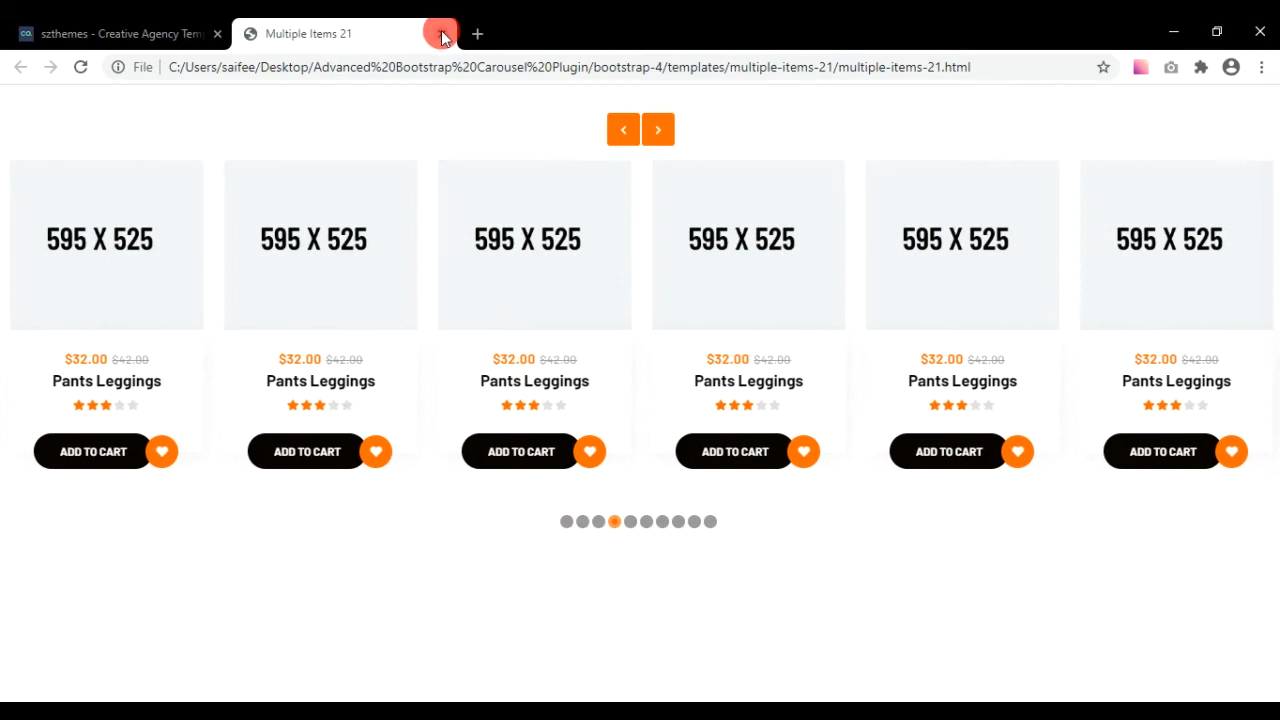 CO. szthemes - Creative Agency Tem
Multiple Items 21
File C:/Users/saifee/Desktop/Advanced%20Bootstrap%20Carousel%20Plugin/bootstrap-4/templates/multiple-items-21/multiple-items-21.html
595 X 525 595 X 525 595 X 525 595 X 525 595 X 525 595 X 525
$32.00 $42.00 $32.00 $42.00 $32.00 $42.00 $32.00 $42.00 $32.00 $42.00 $32.00 $42.00
Pants Leggings Pants Leggings Pants Leggings Pants Leggings Pants Leggings Pants Leggings
ADD TO CART ADD TO CART ADD TO CART ADD TO CART ADD TO CART ADD TO CART